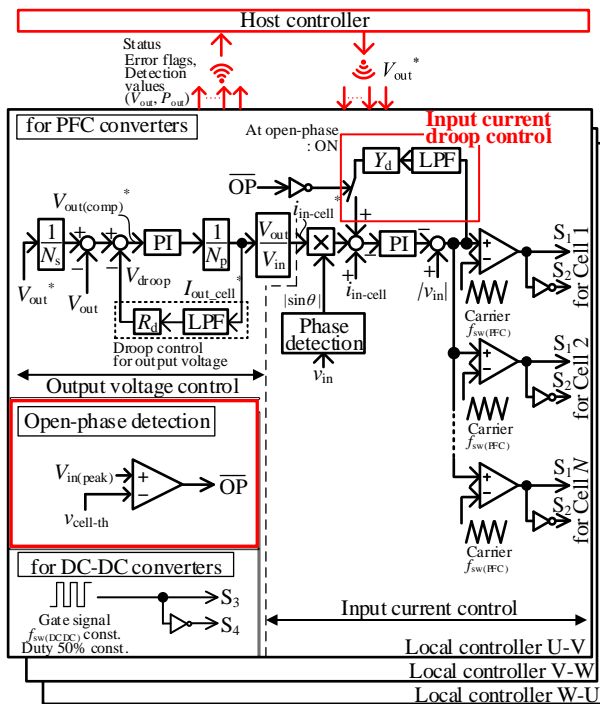 Host controller
Status
Error flags,
Detection
values
(Vout, Pout)
Vout*
for PFC converters
Input current
droop control
At open-phase
: ON
Yd
LPF
OP
Vout(comp)*
iin-cell*
1
Ns
PI
1
Np
Vout
Vin
PI
Vout*
Vout
Vdroop
Iout_cell*
|sinθ|
iin-cell
|vin|
Rd
LPF
Droop control
for output voltage
Phase
detection
vin
Output voltage control
S1
S2
for Cell 1
Carrier
fsw(PFC)
S1
S2
for Cell 2
Carrier
fsw(PFC)
S1
S2
for Cell N
Carrier
fsw(PFC)
Open-phase detection
Vin(peak)
vcell-th
OP
for DC-DC converters
Gate signal
fsw(DCDC) const.
Duty 50% const.
S3
S4
Input current control
Local controller U-V
Local controller V-W
Local controller W-U